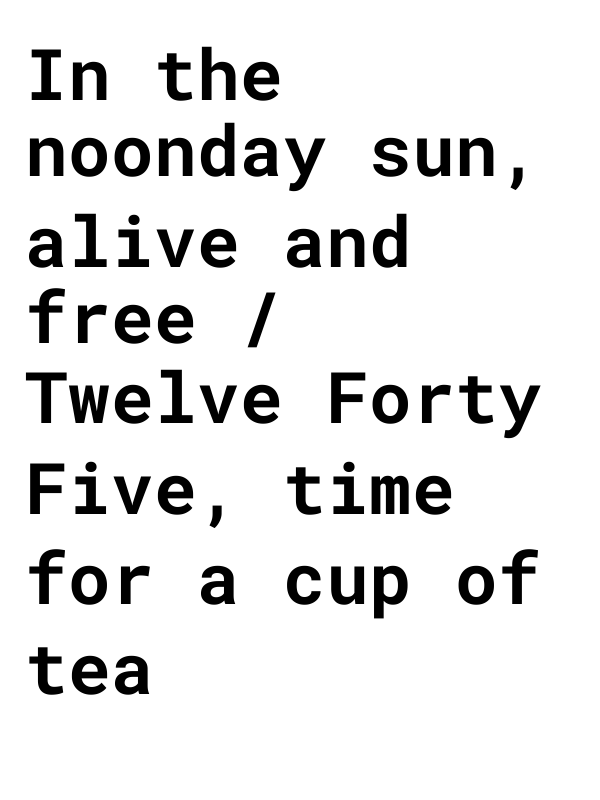 In the
noonday sun,
alive and
free /
Twelve Forty
Five, time
for a cup of
tea